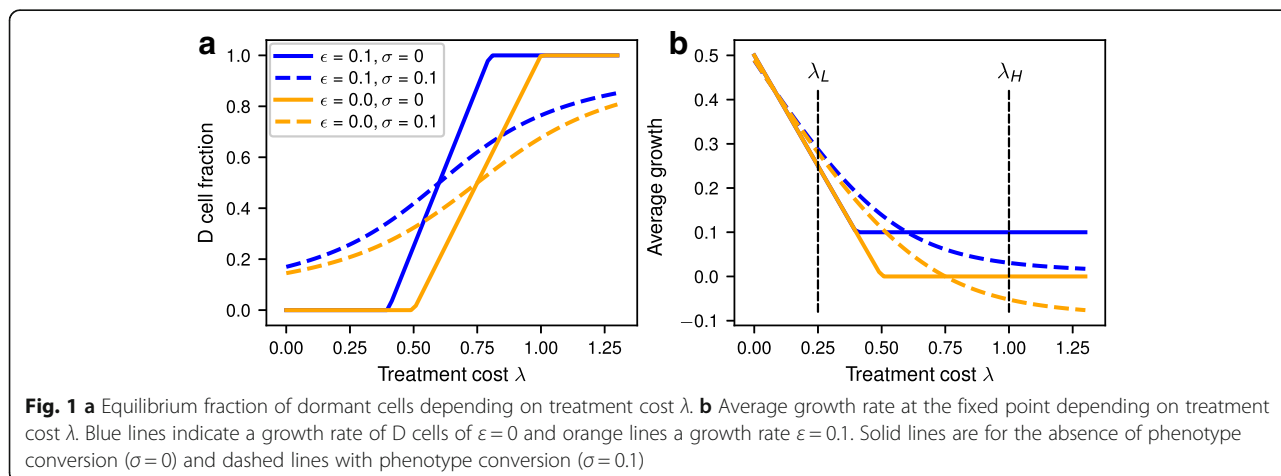 a
b
ϵ = 0.1, σ = 0
ϵ = 0.1, σ = 0.1
ϵ = 0.0, σ = 0
ϵ = 0.0, σ = 0.1
1.0
0.8
0.6
0.4
0.2
0.0
D cell fraction
0.00 0.25 0.50 0.75 1.00 1.25
Treatment cost λ
λL
λH
0.5
0.4
0.3
0.2
0.1
0.0
−0.1
Average growth
0.00 0.25 0.50 0.75 1.00 1.25
Treatment cost λ
Fig. 1 a Equilibrium fraction of dormant cells depending on treatment cost λ. b Average growth rate at the fixed point depending on treatment
cost λ. Blue lines indicate a growth rate of D cells of ε = 0 and orange lines a growth rate ε = 0.1. Solid lines are for the absence of phenotype
conversion (σ = 0) and dashed lines with phenotype conversion (σ = 0.1)